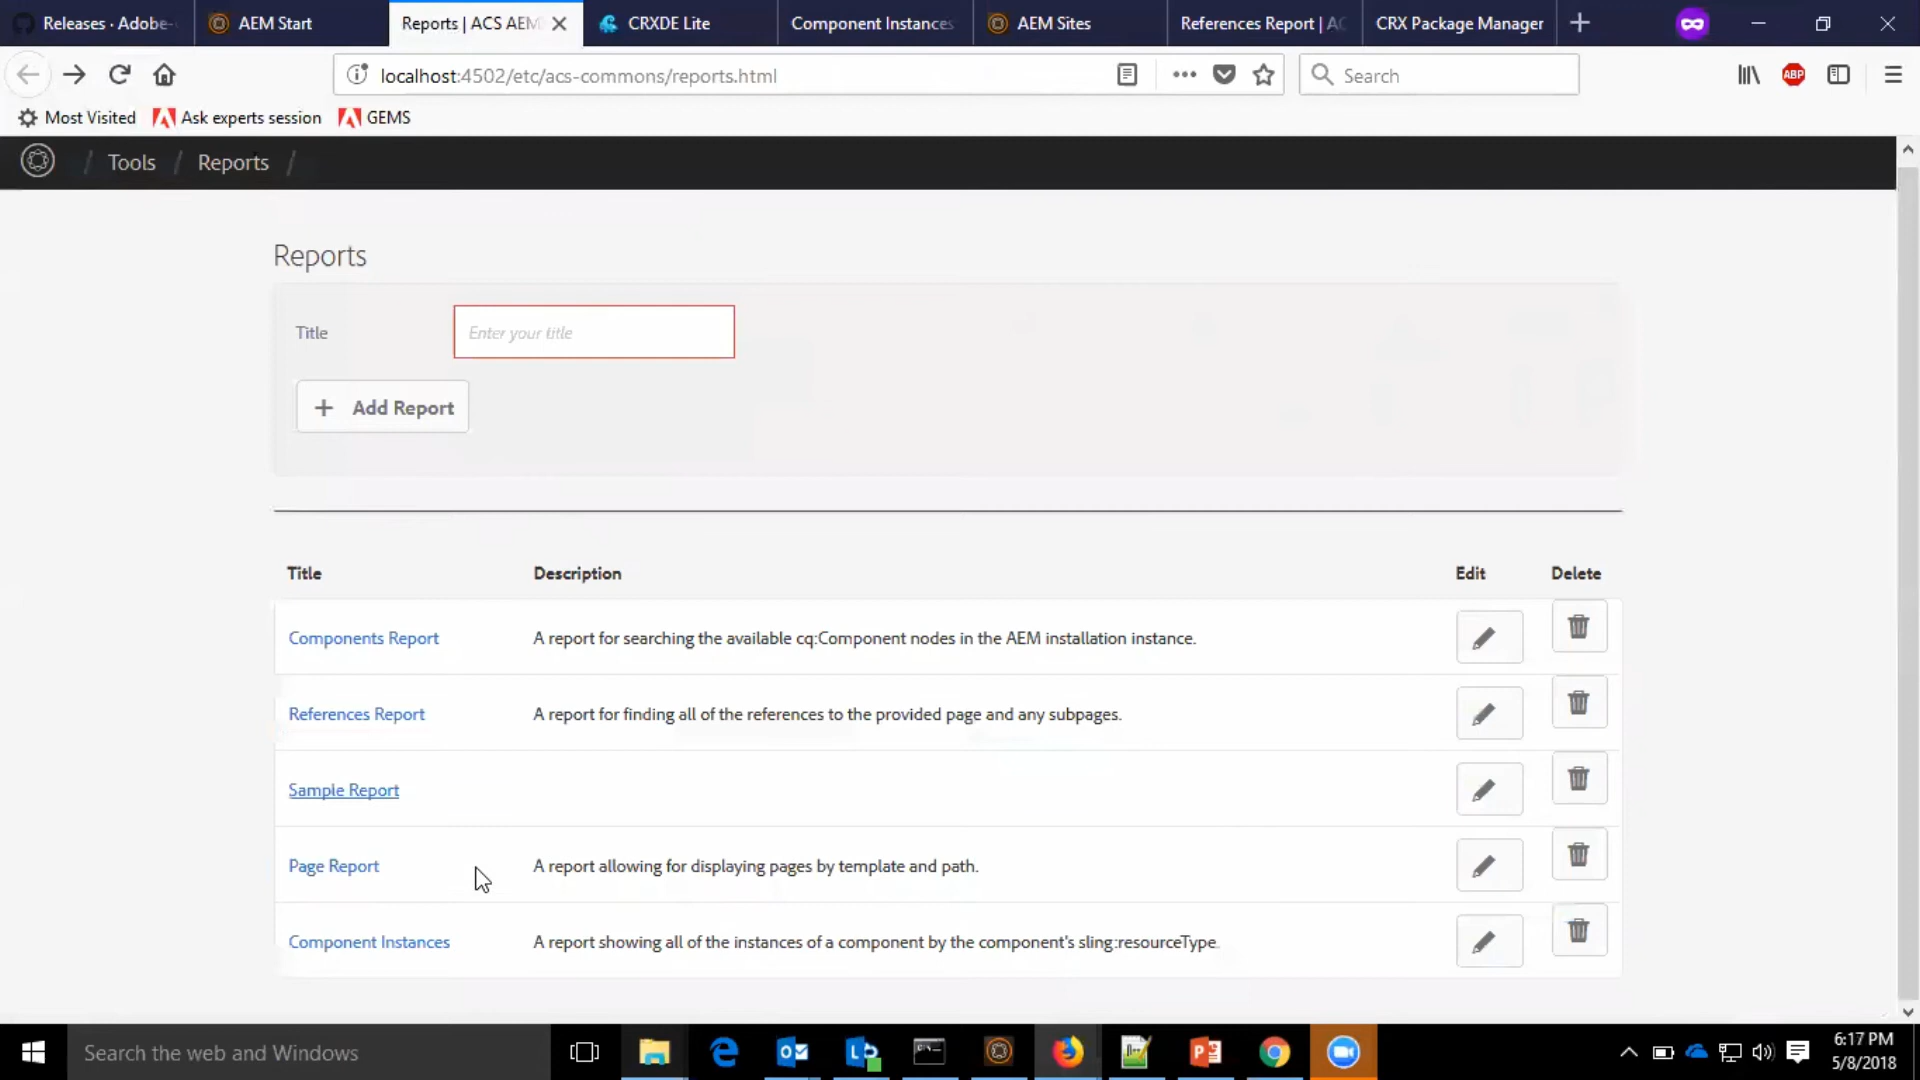 Releases · Adobe-
AEM Start
Reports | ACS AEM
CRXDE Lite
Component Instances
AEM Sites
References Report | AC
CRX Package Manager
localhost:4502/etc/acs-commons/reports.html
Search
ABP
Most Visited
Ask experts session
GEMS
/ Tools / Reports /
Reports
Title
Enter your title
+ Add Report
Title Description Edit Delete
Components Report A report for searching the available cq:Component nodes in the AEM installation instance.
References Report A report for finding all of the references to the provided page and any subpages.
Sample Report
Page Report A report allowing for displaying pages by template and path.
Component Instances A report showing all of the instances of a component by the component's sling:resourceType.
Search the web and Windows
6:17 PM
5/8/2018